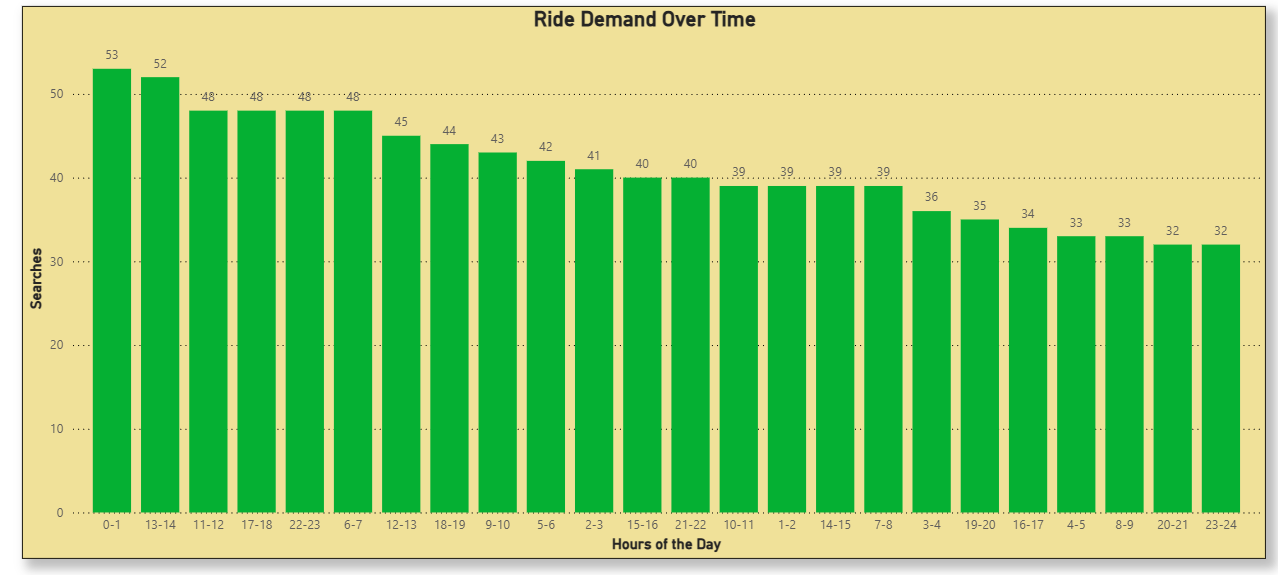 Ride Demand Over Time
53 52 48 48 48 48 45 44 43 42 41 40 40 39 39 39 39 36 35 34 33 33 32 32
50
40
30
20
10
0
Searches
0-1 13-14 11-12 17-18 22-23 6-7 12-13 18-19 9-10 5-6 2-3 15-16 21-22 10-11 1-2 14-15 7-8 3-4 19-20 16-17 4-5 8-9 20-21 23-24
Hours of the Day